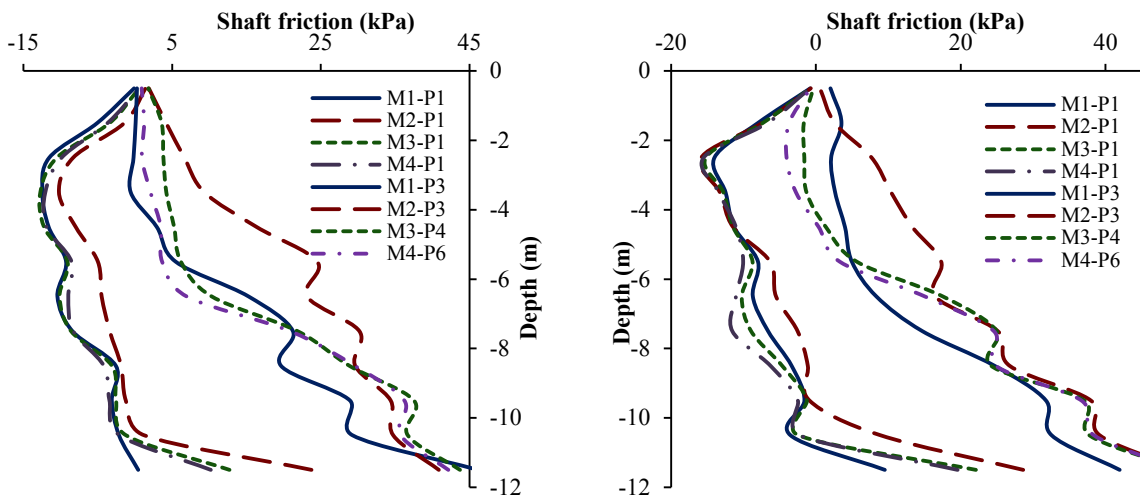 Shaft friction (kPa)
-15 5 25 45
0
-2
-4
-6
-8
-10
-12
Depth (m)
M1-P1
M2-P1
M3-P1
M4-P1
M1-P3
M2-P3
M3-P4
M4-P6
Shaft friction (kPa)
-20 0 20 40
0
-2
-4
-6
-8
-10
-12
Depth (m)
M1-P1
M2-P1
M3-P1
M4-P1
M1-P3
M2-P3
M3-P4
M4-P6